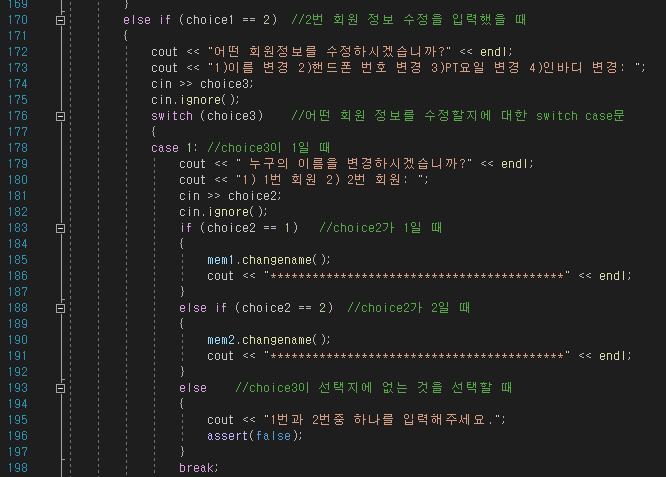 169 }
170 else if (choice1 == 2) //2번 회원 정보 수정을 입력했을 때
171 {
172 cout << "어떤 회원정보를 수정하시겠습니까?" << endl;
173 cout << "1)이름 변경 2)핸드폰 번호 변경 3)PT요일 변경 4)인바디 변경: ";
174 cin >> choice3;
175 cin.ignore();
176 switch (choice3) //어떤 회원 정보를 수정할지에 대한 switch case문
177 {
178 case 1: //choice3이 1일 때
179 cout << " 누구의 이름을 변경하시겠습니까?" << endl;
180 cout << "1) 1번 회원 2) 2번 회원: ";
181 cin >> choice2;
182 cin.ignore();
183 if (choice2 == 1) //choice2가 1일 때
184 {
185 mem1.changename();
186 cout << "******************************************" << endl;
187 }
188 else if (choice2 == 2) //choice2가 2일 때
189 {
190 mem2.changename();
191 cout << "******************************************" << endl;
192 }
193 else //choice3이 선택지에 없는 것을 선택할 때
194 {
195 cout << "1번과 2번중 하나를 입력해주세요.";
196 assert(false);
197 }
198 break;